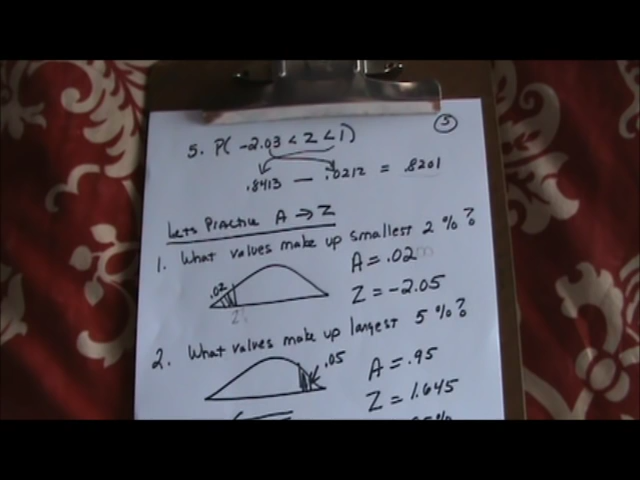 5
5. P( -2.03 < Z < 1)
.8413 — .0212 = .8201
Lets Practice A → Z
1. What values make up smallest 2%?
.02
A = .02
Z = -2.05
2. What values make up largest 5%?
.05
A = .95
Z = 1.645